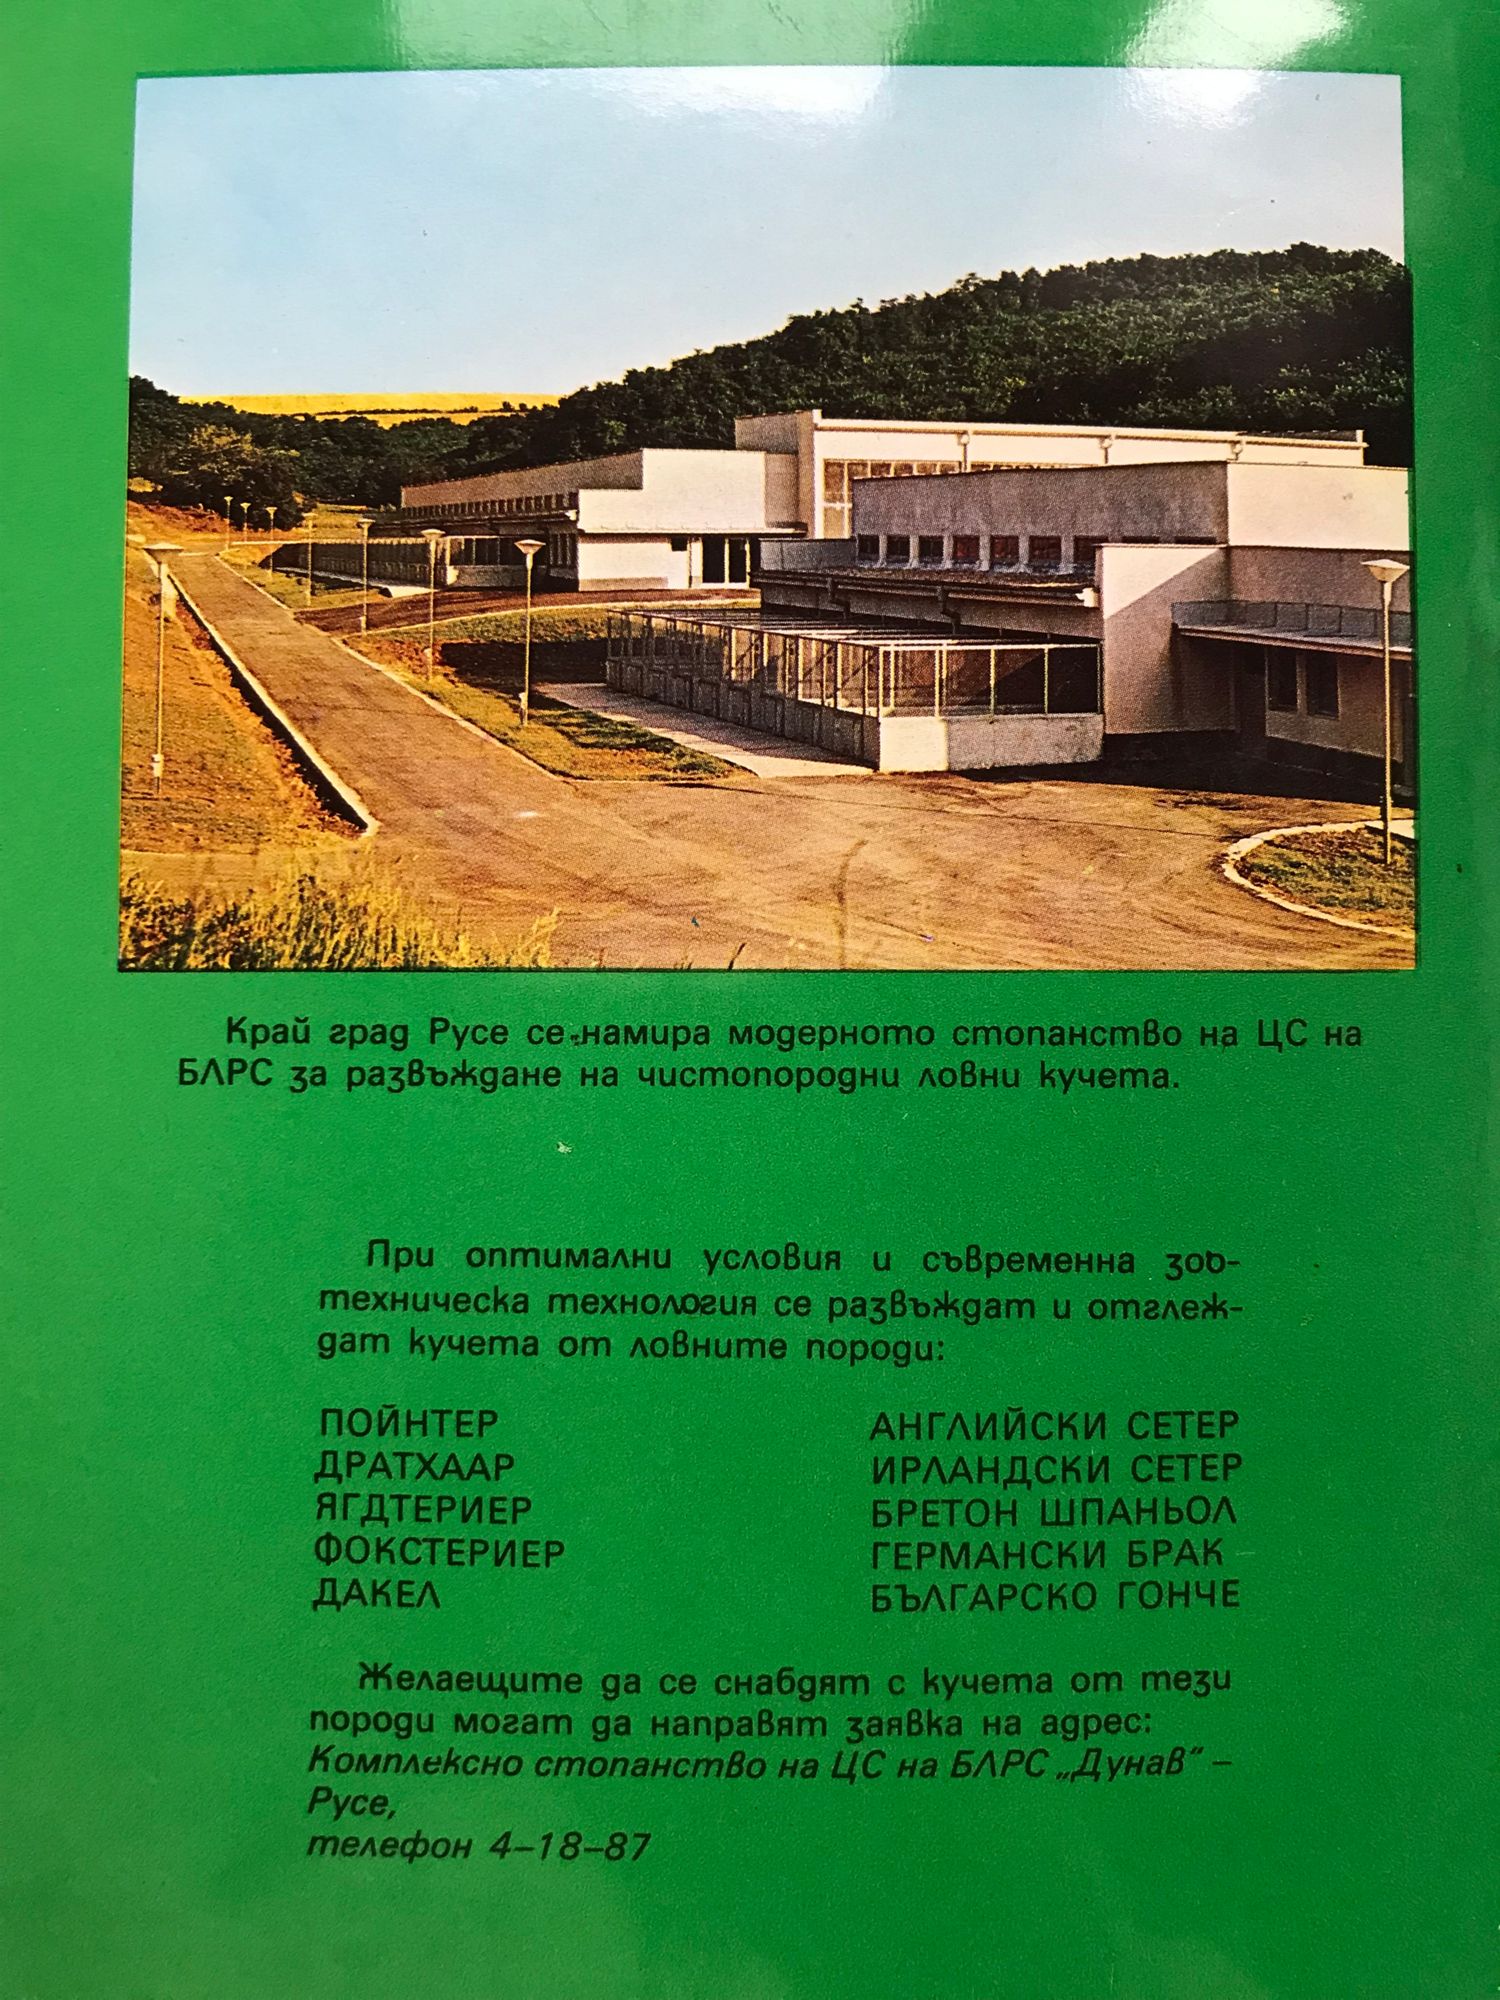 Край град Русе се намира модерното стопанство на ЦС на
БЛРС за развъждане на чистопородни ловни кучета.
При оптимални условия и съвременна зоо-
техническа технология се развъждат и отглеж-
дат кучета от ловните породи:
ПОЙНТЕР
ДРАТХААР
ЯГДТЕРИЕР
ФОКСТЕРИЕР
ДАКЕЛ
АНГЛИЙСКИ СЕТЕР
ИРЛАНДСКИ СЕТЕР
БРЕТОН ШПАНЬОЛ
ГЕРМАНСКИ БРАК
БЪЛГАРСКО ГОНЧЕ
Желаещите да се снабдят с кучета от тези
породи могат да направят заявка на адрес:
Комплексно стопанство на ЦС на БЛРС „Дунав“ –
Русе,
телефон 4–18–87